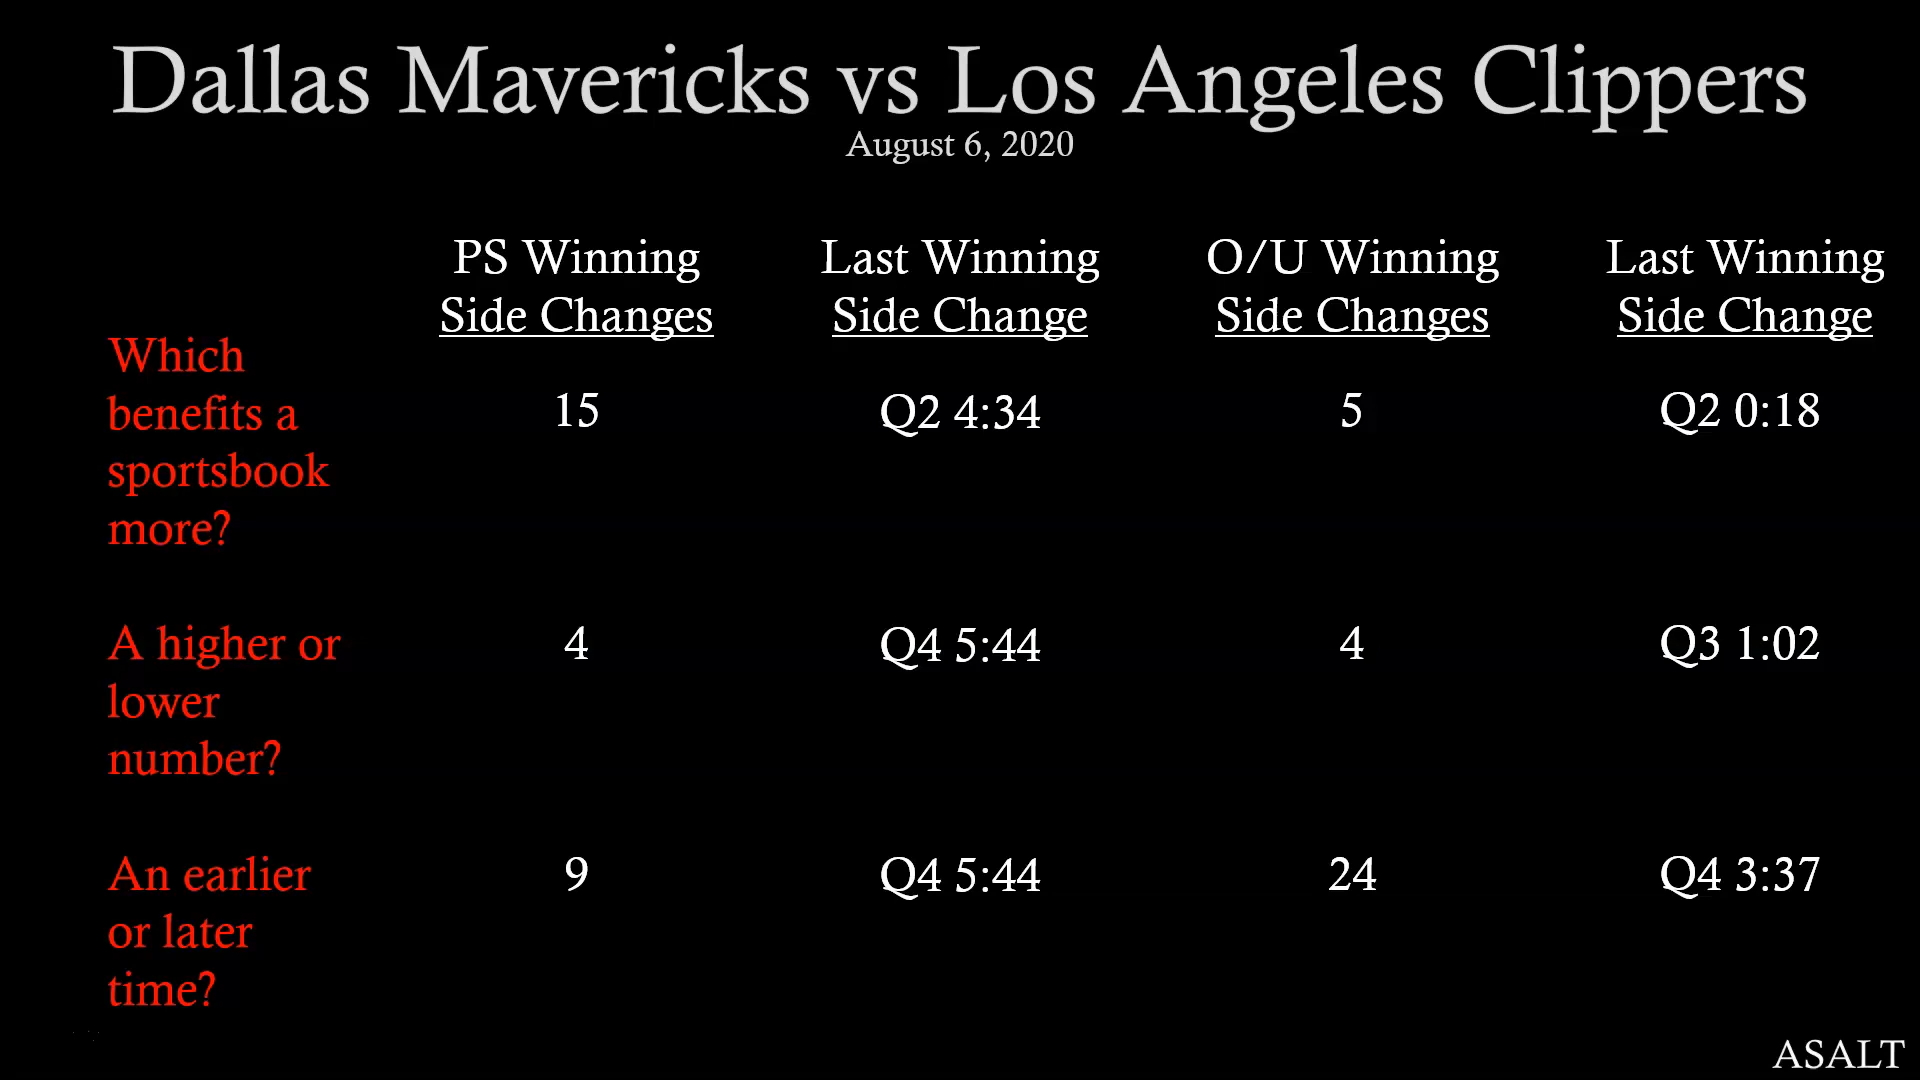 Dallas Mavericks vs Los Angeles Clippers
August 6, 2020
PS Winning Side Changes
Last Winning Side Change
O/U Winning Side Changes
Last Winning Side Change
Which
benefits a
sportsbook
more?
15 Q2 4:34 5 Q2 0:18
A higher or
lower
number?
4 Q4 5:44 4 Q3 1:02
An earlier
or later
time?
9 Q4 5:44 24 Q4 3:37
ASALT